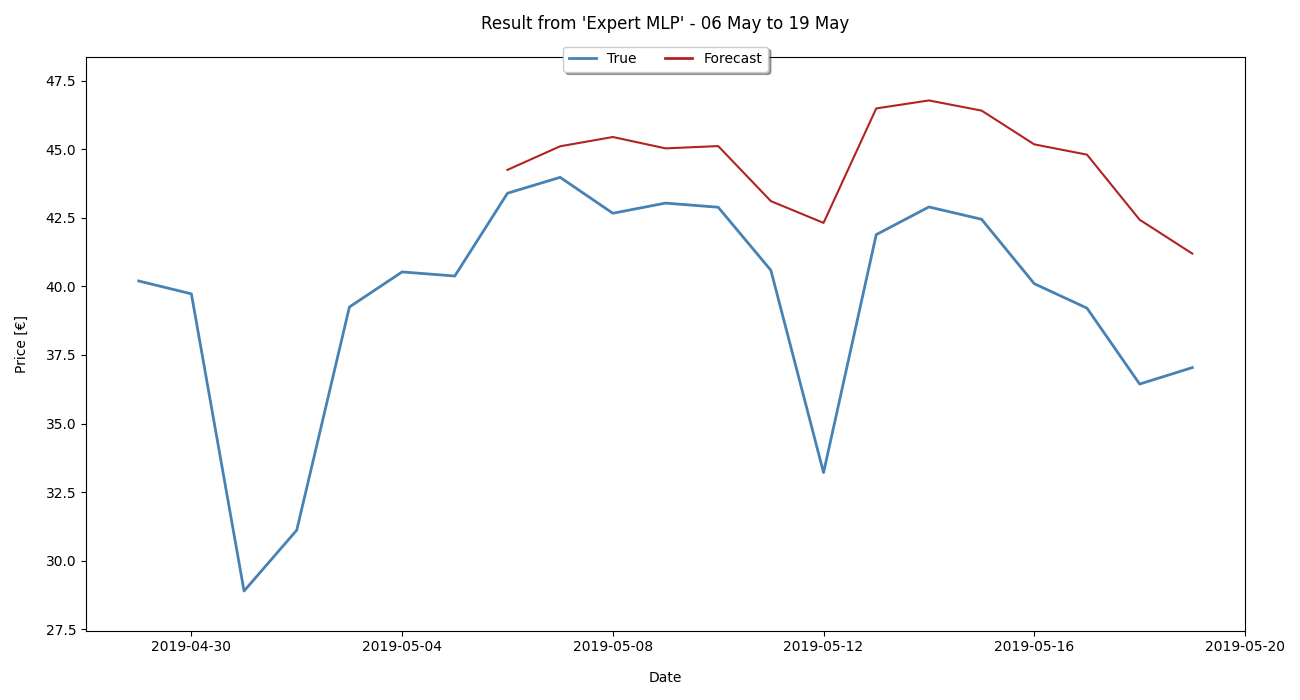 Result from 'Expert MLP' - 06 May to 19 May
True Forecast
47.5
45.0
42.5
40.0
37.5
35.0
32.5
30.0
27.5
Price [€]
2019-04-30 2019-05-04 2019-05-08 2019-05-12 2019-05-16 2019-05-20
Date